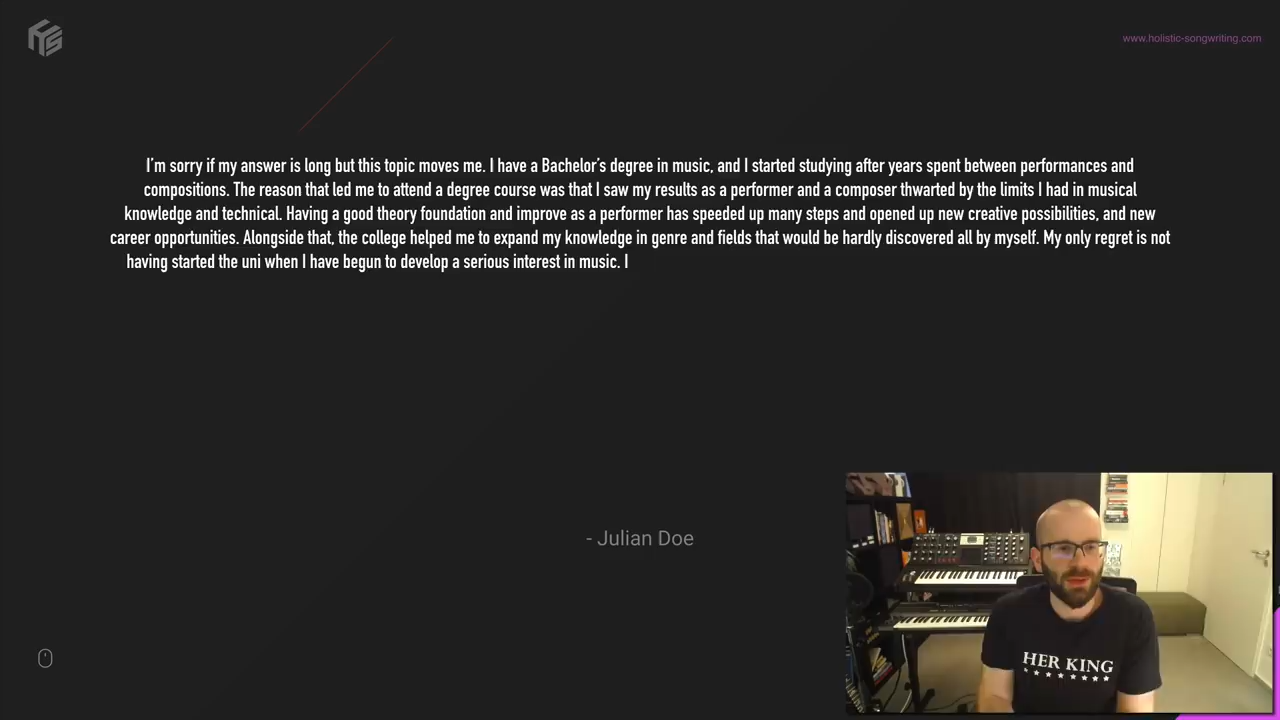 www.holistic-songwriting.com
I'm sorry if my answer is long but this topic moves me. I have a Bachelor's degree in music, and I started studying after years spent between performances and
compositions. The reason that led me to attend a degree course was that I saw my results as a performer and a composer thwarted by the limits I had in musical
knowledge and technical. Having a good theory foundation and improve as a performer has speeded up many steps and opened up new creative possibilities, and new
career opportunities. Alongside that, the college helped me to expand my knowledge in genre and fields that would be hardly discovered all by myself. My only regret is not
having started the uni when I have begun to develop a serious interest in music. I
- Julian Doe
HER KING